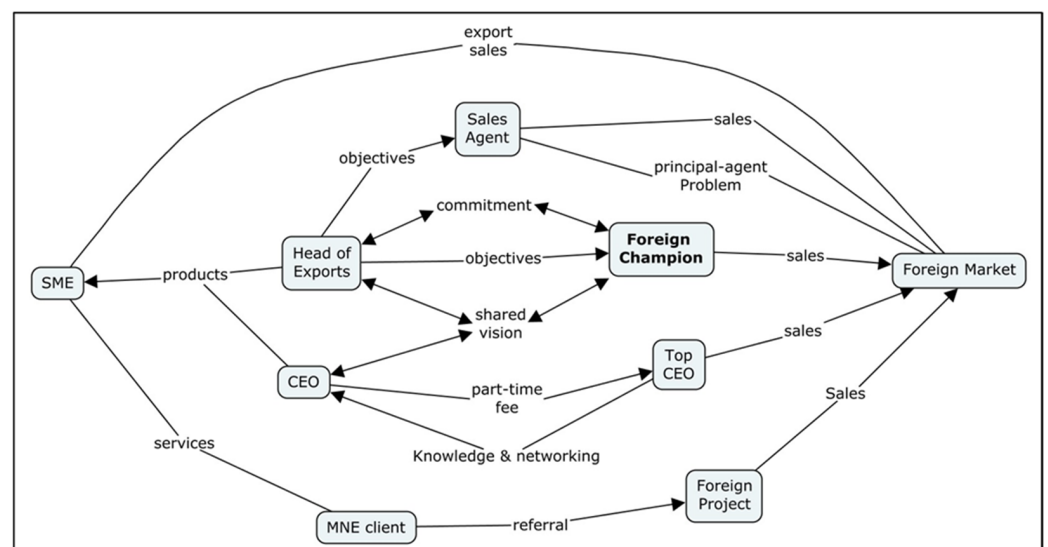 export
sales
Sales
Agent
sales
objectives
principal-agent
Problem
commitment
Head of
Exports
objectives
Foreign
Champion
sales
Foreign Market
SME
products
shared
vision
sales
Top
CEO
CEO
part-time
fee
Sales
services
Knowledge & networking
Foreign
Project
MNE client
referral